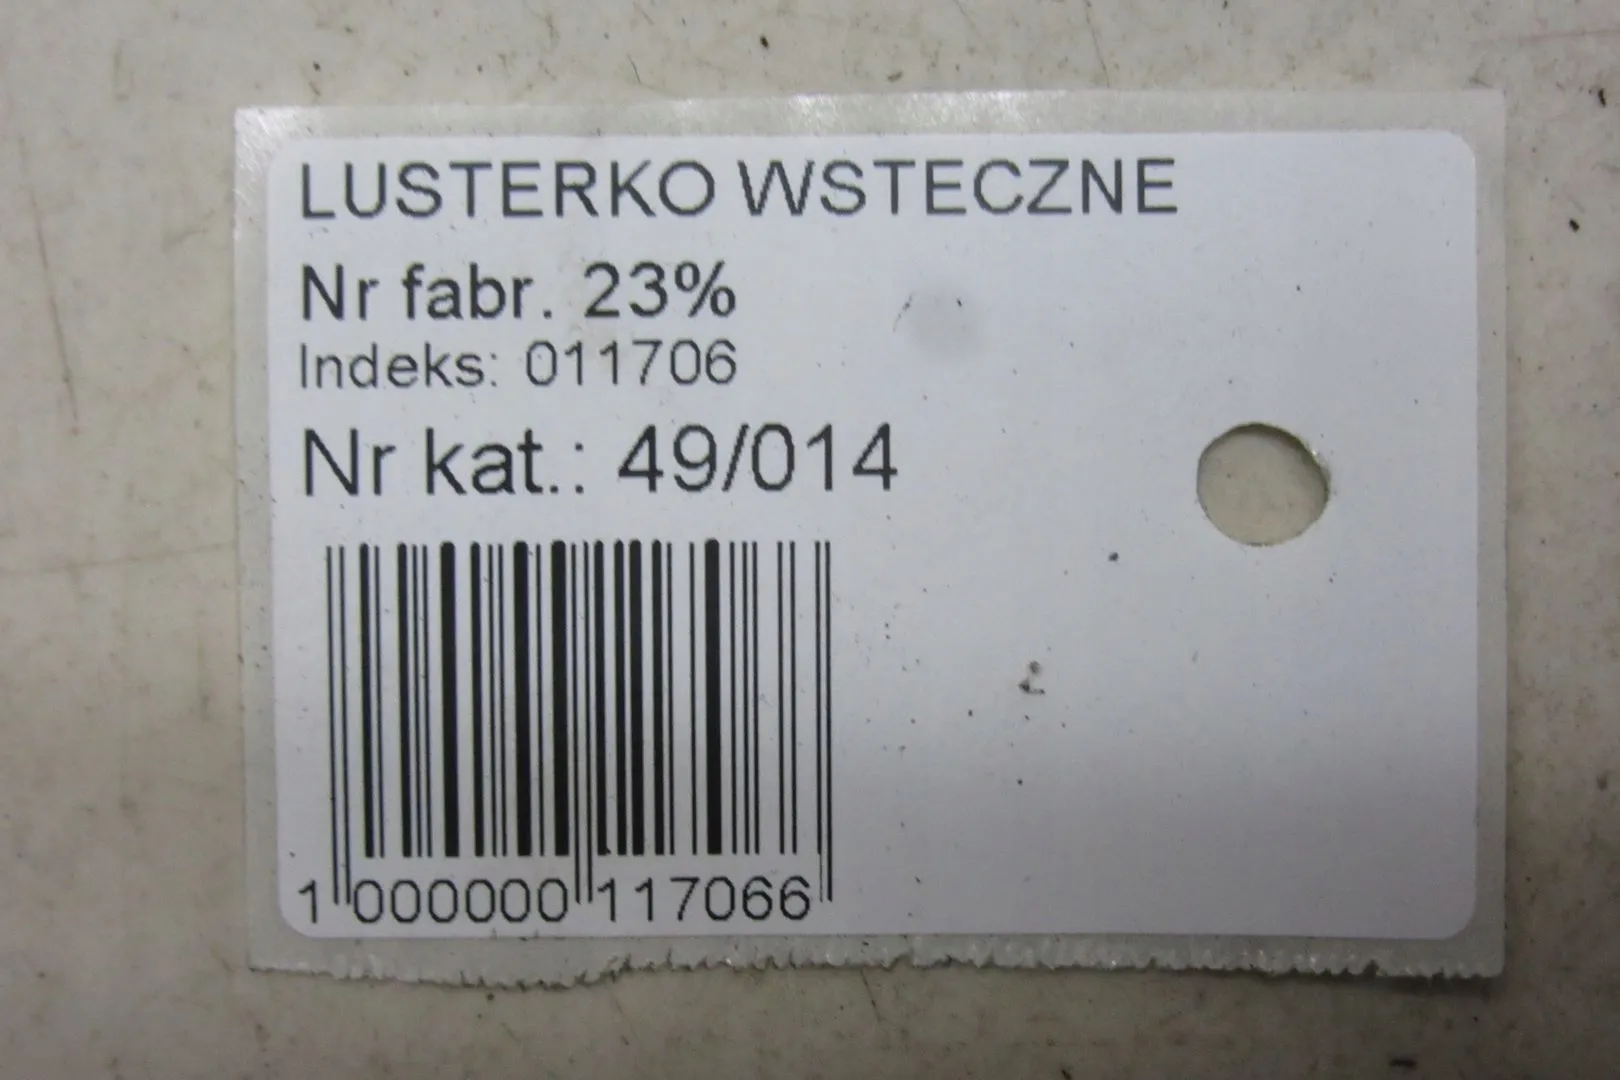 LUSTERKO WSTECZNE
Nr fabr. 23%
Indeks: 011706
Nr kat.: 49/014
1 000000 117066